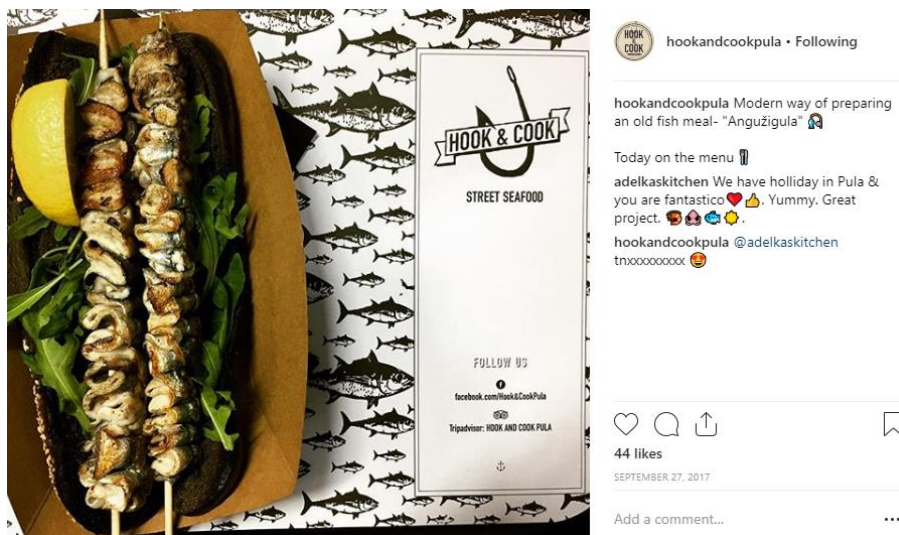 HOOK & COOK
STREET SEAFOOD
FOLLOW US
facebook.com/Hook&CookPula
Tripadvisor: HOOK AND COOK PULA
HOOK
&
COOK
hookandcookpula • Following
hookandcookpula Modern way of preparing
an old fish meal- "Angužigula" 🎣
Today on the menu 🍴
adelkaskitchen We have holliday in Pula &
you are fantastico❤️👍. Yummy. Great
project. 🦐🦑🐟☀️.
hookandcookpula @adelkaskitchen
tnxxxxxxxxx 😍
44 likes
SEPTEMBER 27, 2017
Add a comment...